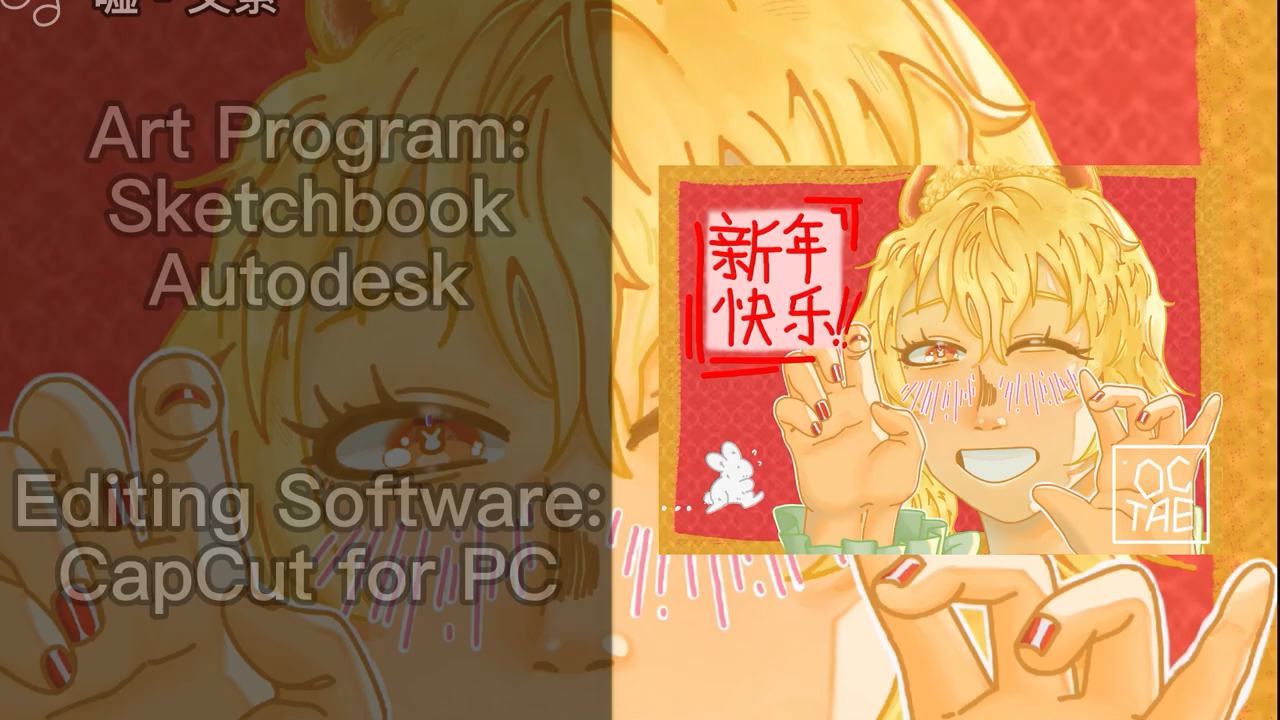 Art Program:
Sketchbook
Autodesk
Editing Software:
CapCut for PC
新年
快乐!!
OC
TAE